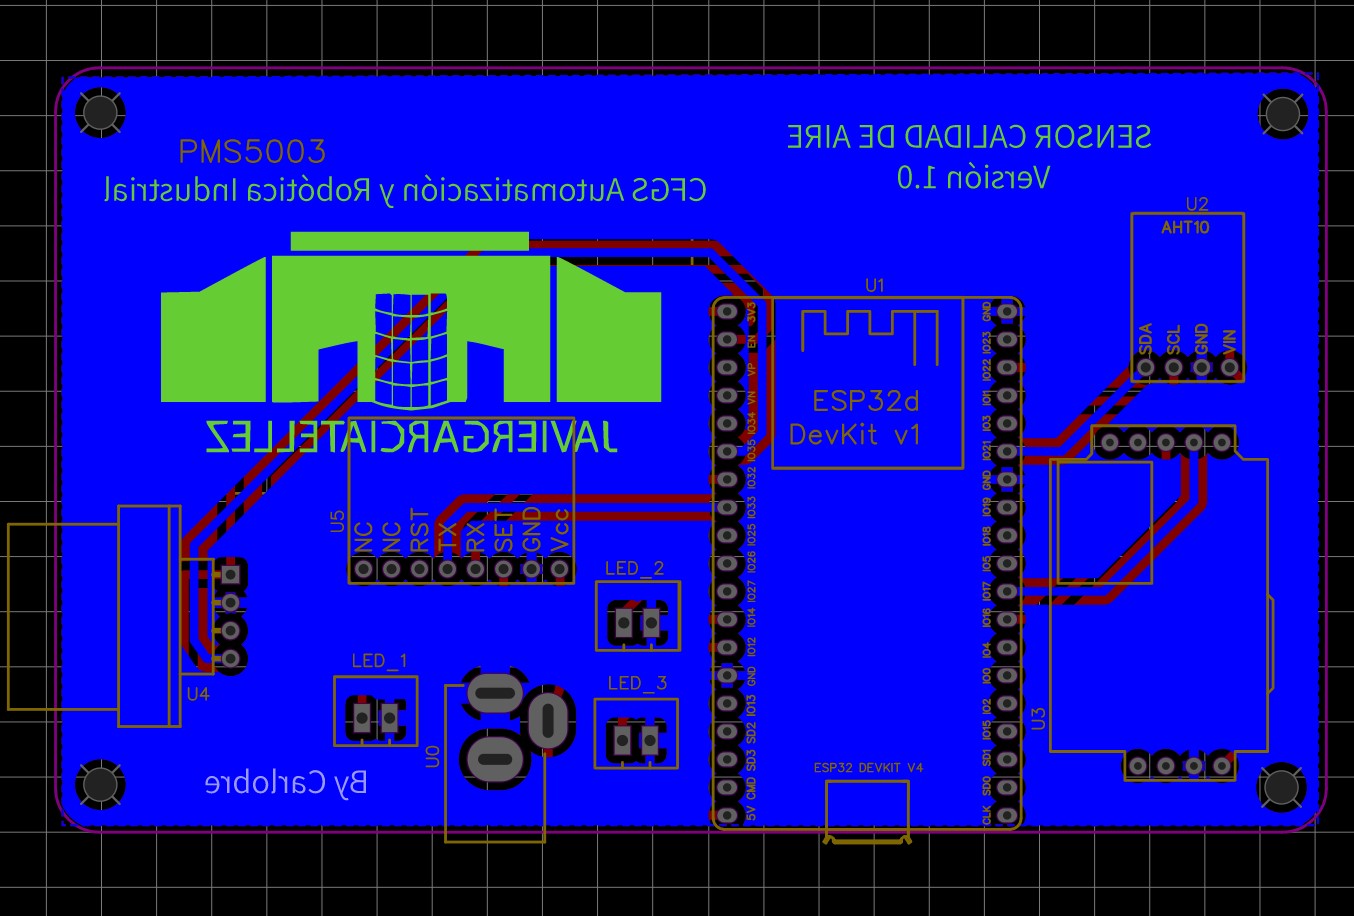 PMS5003
SENSOR CALIDAD DE AIRE
Versión 1.0
CFGS Automatización y Robótica Industrial
JAVIERGARCIATELLEZ
U2
AHT10
SDA
SCL
GND
VIN
U1
ESP32d
DevKit v1
3V3
EN
VP
VN
IO34
IO35
IO32
IO33
IO25
IO26
IO27
IO14
IO12
GND
IO13
SD2
SD3
CMD
5V
GND
IO23
IO22
IO1
IO3
IO21
GND
IO19
IO18
IO5
IO17
IO16
IO4
IO0
IO2
IO15
SD1
SD0
CLK
ESP32 DEVKIT V4
U5
NC
NC
RST
TX
RX
SET
GND
Vcc
LED_2
LED_1
LED_3
U4
U0
U3
By Carlobre